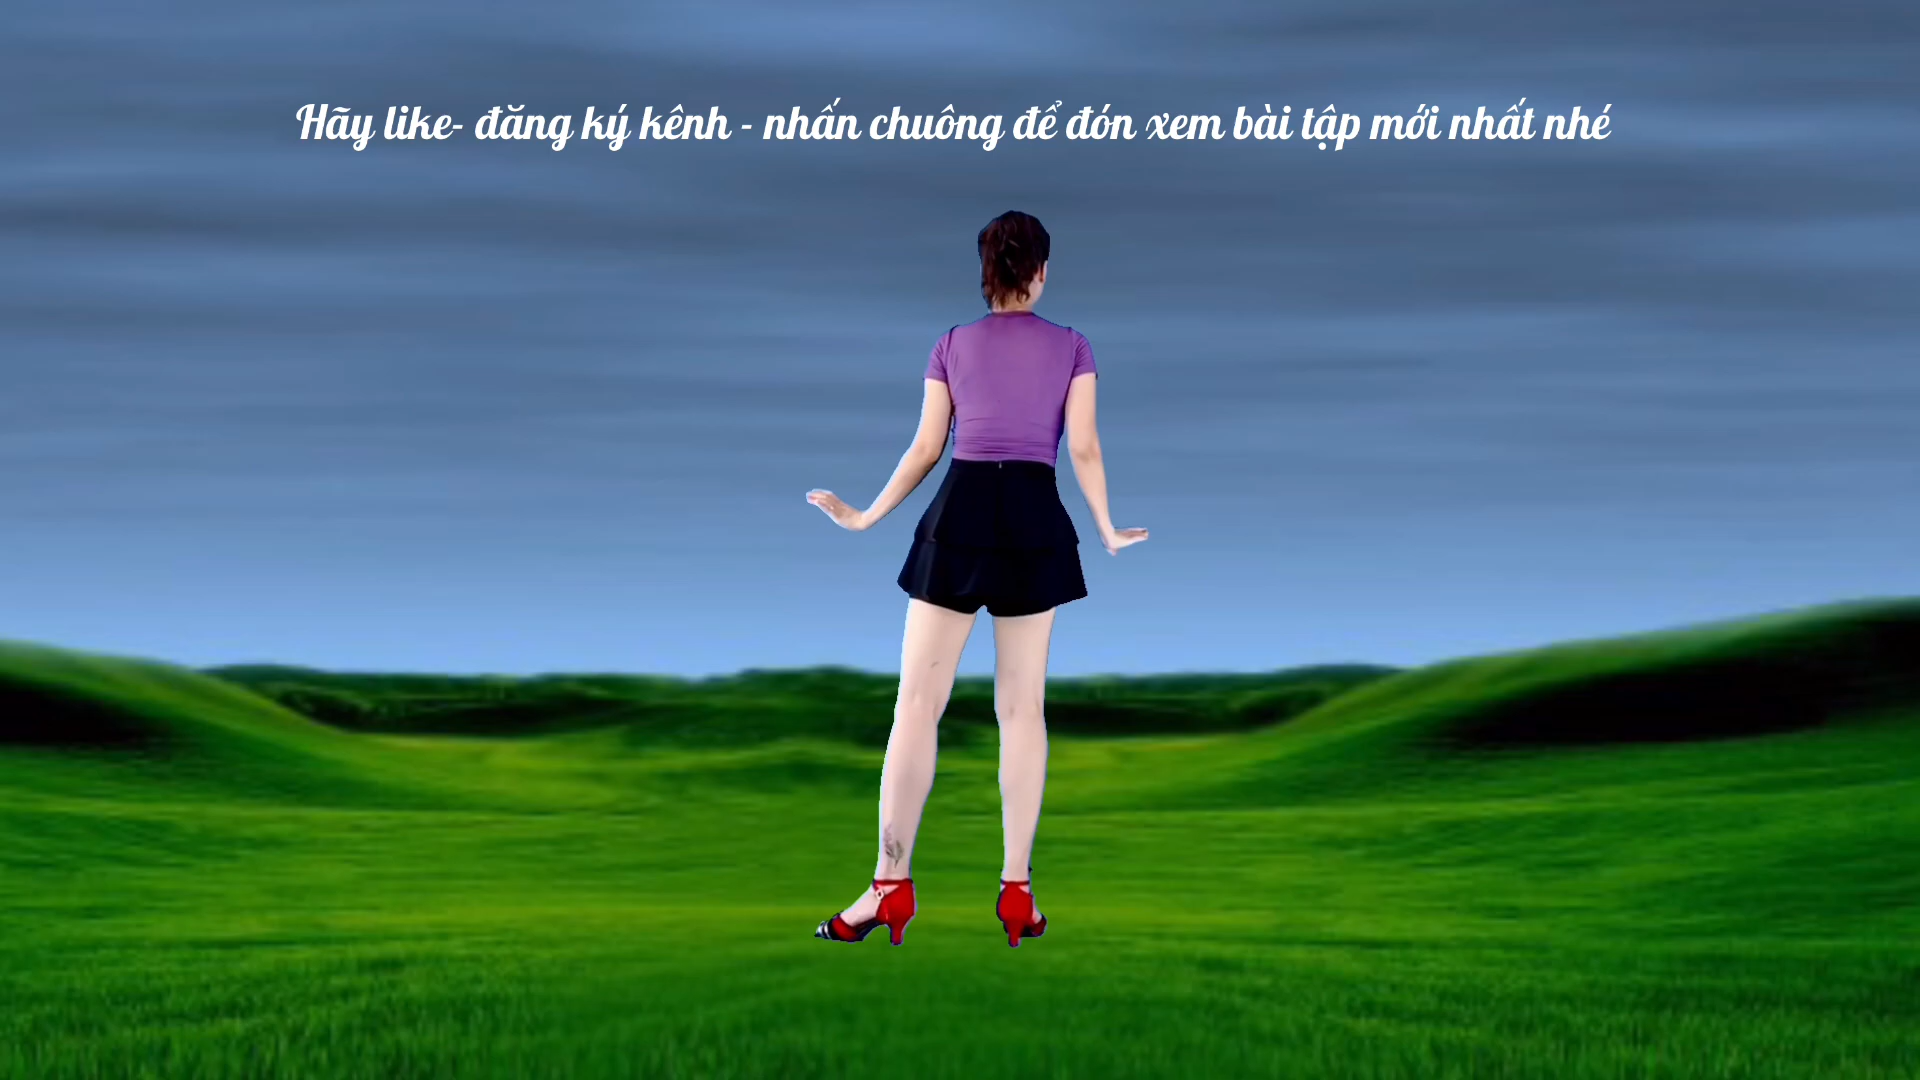 Hãy like- đăng ký kênh - nhấn chuông để đón xem bài tập mới nhất nhé